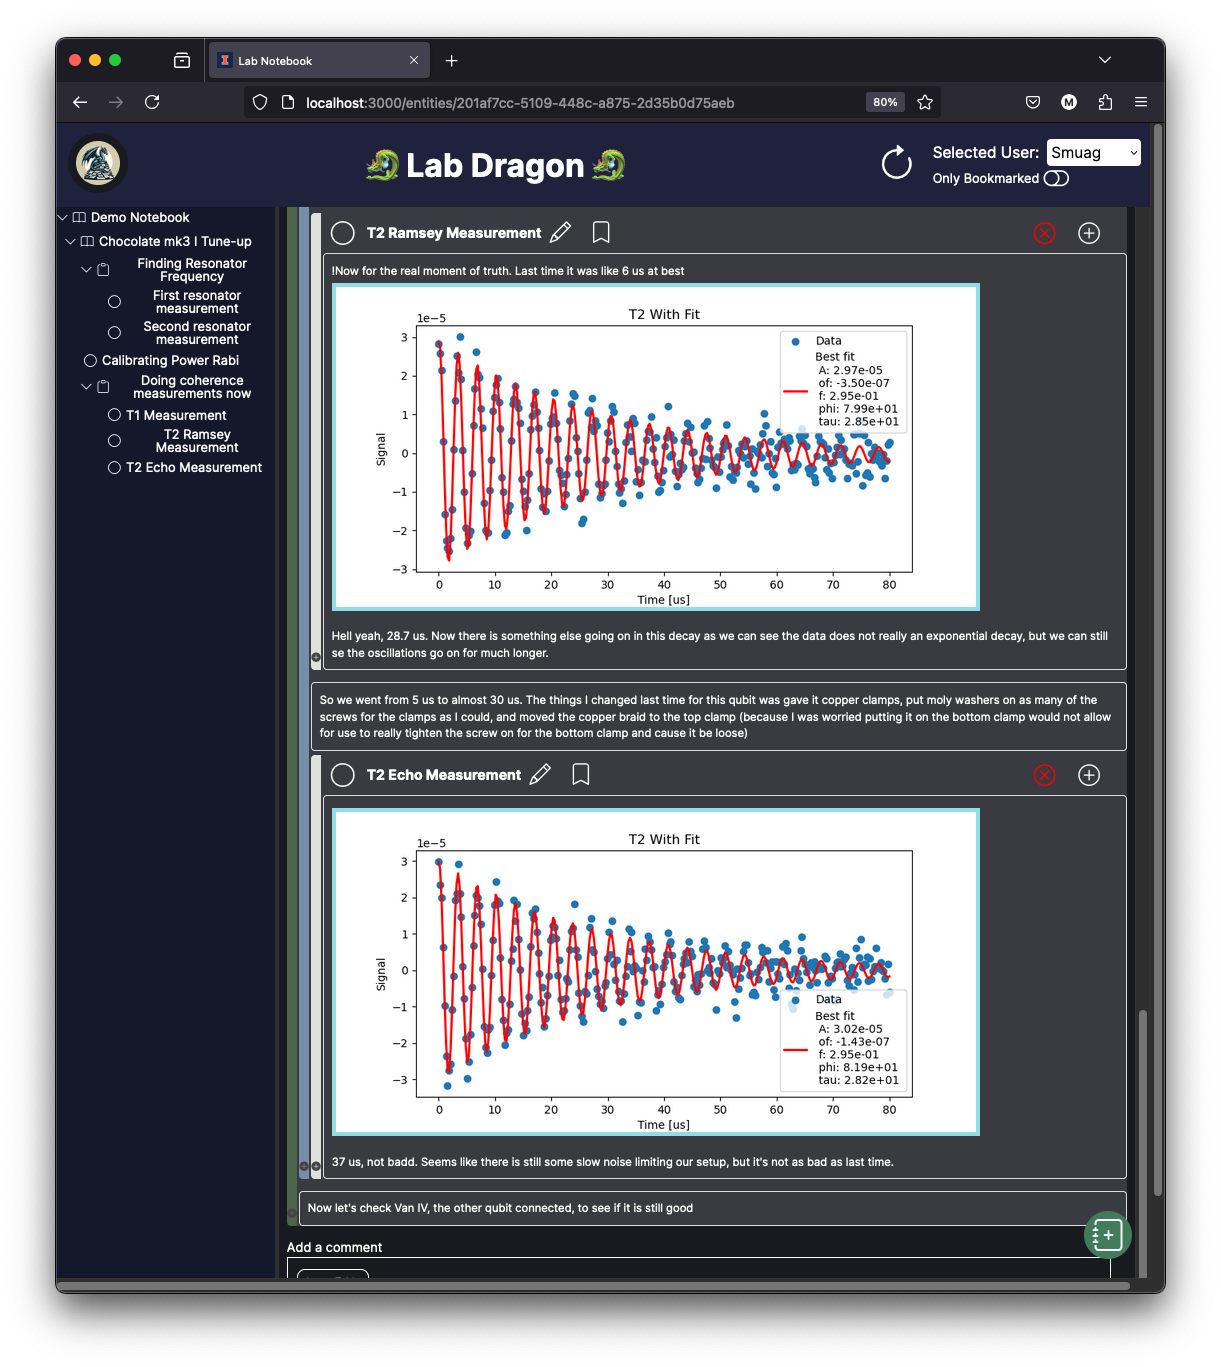 Lab Notebook
localhost:3000/entities/201af7cc-5109-448c-a875-2d35b0d75aeb
80%
M
Lab Dragon
Selected User:
Smuag
Only Bookmarked
Demo Notebook
Chocolate mk3 I Tune-up
Finding Resonator
Frequency
First resonator
measurement
Second resonator
measurement
Calibrating Power Rabi
Doing coherence
measurements now
T1 Measurement
T2 Ramsey
Measurement
T2 Echo Measurement
T2 Ramsey Measurement
!Now for the real moment of truth. Last time it was like 6 us at best
T2 With Fit
1e−5
3
2
1
0
−1
−2
−3
Signal
0 10 20 30 40 50 60 70 80
Time [us]
Data
Best fit
A: 2.97e-05
of: -3.50e-07
f: 2.95e-01
phi: 7.99e+01
tau: 2.85e+01
Hell yeah, 28.7 us. Now there is something else going on in this decay as we can see the data does not really an exponential decay, but we can still
se the oscillations go on for much longer.
So we went from 5 us to almost 30 us. The things I changed last time for this qubit was gave it copper clamps, put moly washers on as many of the
screws for the clamps as I could, and moved the copper braid to the top clamp (because I was worried putting it on the bottom clamp would not allow
for use to really tighten the screw on for the bottom clamp and cause it be loose)
T2 Echo Measurement
T2 With Fit
1e−5
3
2
1
0
−1
−2
−3
Signal
0 10 20 30 40 50 60 70 80
Time [us]
Data
Best fit
A: 3.02e-05
of: -1.43e-07
f: 2.95e-01
phi: 8.19e+01
tau: 2.82e+01
37 us, not badd. Seems like there is still some slow noise limiting our setup, but it's not as bad as last time.
Now let's check Van IV, the other qubit connected, to see if it is still good
Add a comment